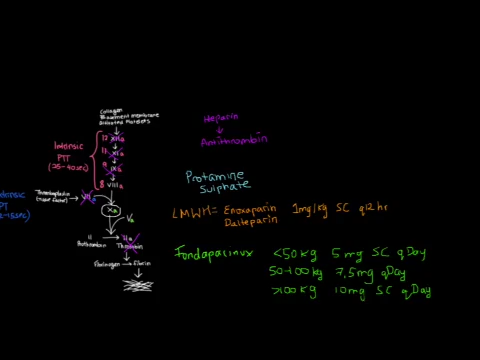 Collagen
Basement membrane
Activated Platelets
12 XIIa
11 XIa
9 IXa
8 VIIIa
Intrinsic
PTT
(25-40sec)
Thromboplastin
(tissue factor)
VIIa
trinsic
PT
-15sec)
Xa
Va
II
Prothrombin
IIa
Thrombin
Fibrinogen
Fibrin
Heparin
Antithrombin
Protamine
Sulphate
LMWH= Enoxaparin 1mg/kg SC q12 hr
Dalteparin
Fondaparinux <50kg 5mg SC qDay
50-100kg 7.5mg qDay
>100kg 10mg SC qDay